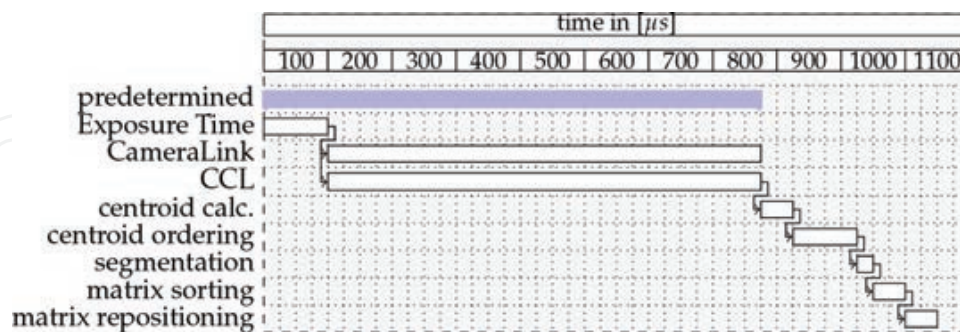 time in [µs]
100 200 300 400 500 600 700 800 900 1000 1100
predetermined
Exposure Time
CameraLink
CCL
centroid calc.
centroid ordering
segmentation
matrix sorting
matrix repositioning